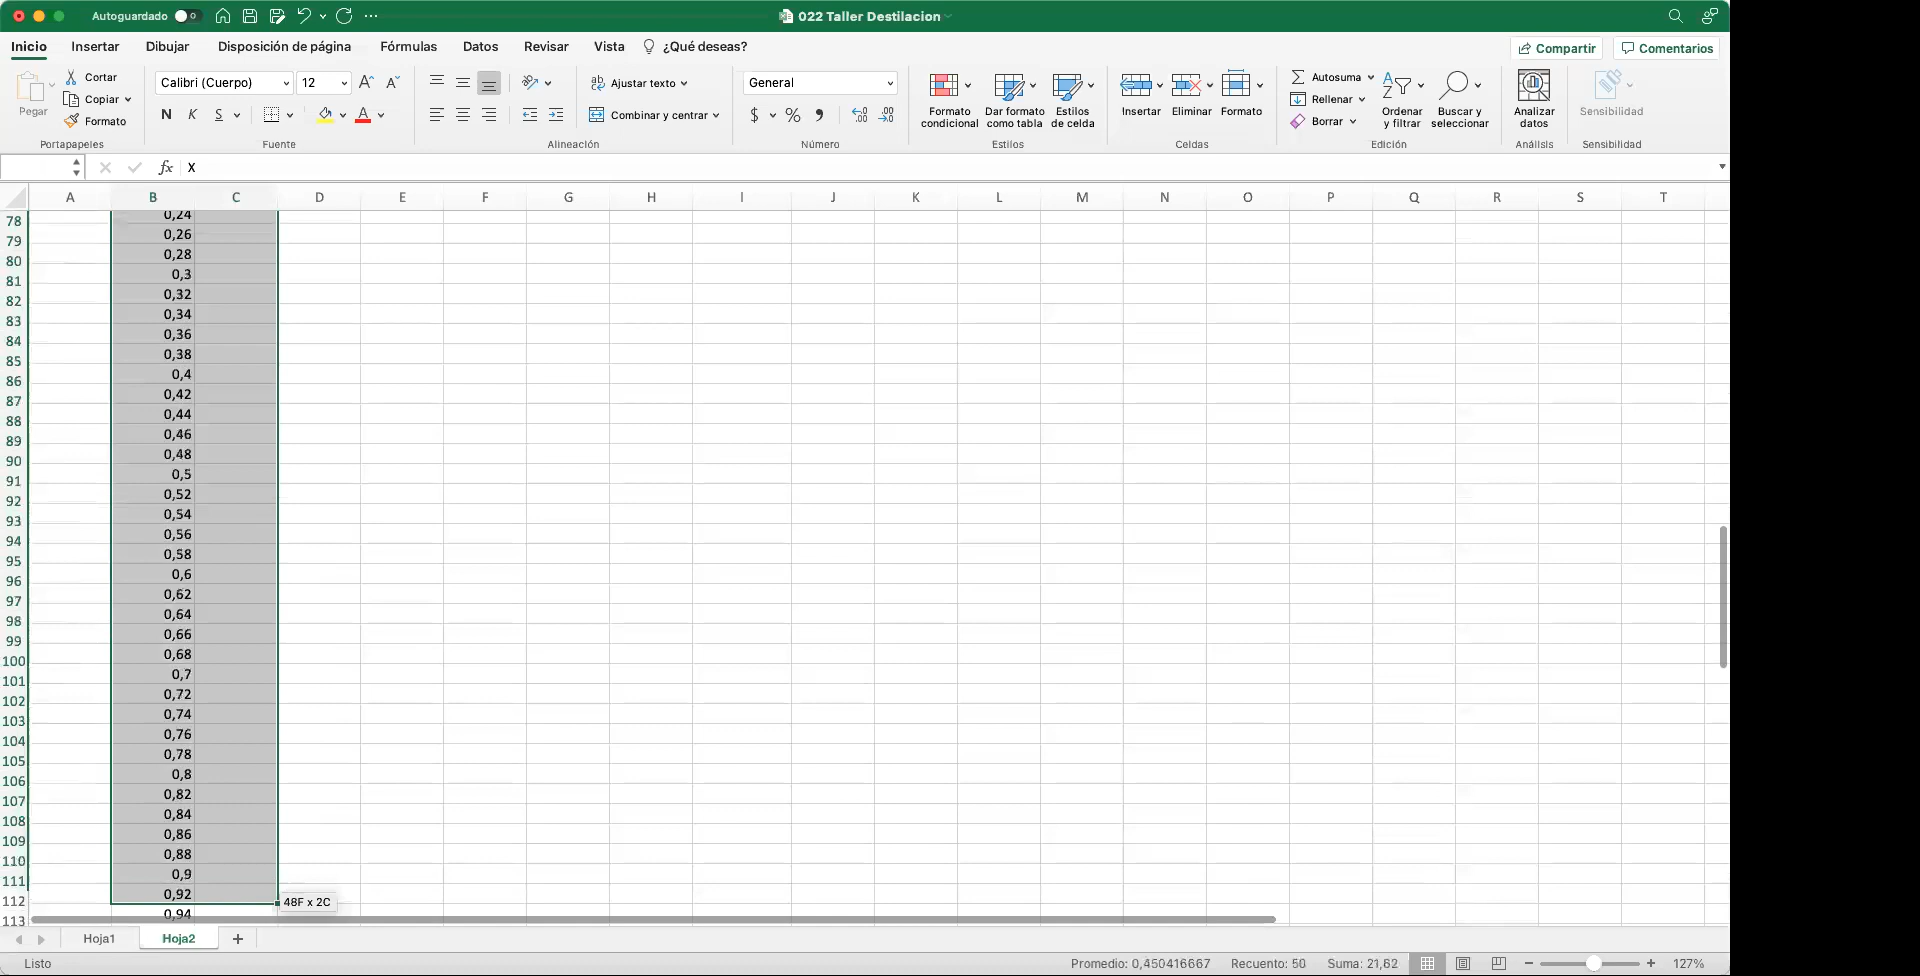 Autoguardado 022 Taller Destilacion
Inicio Insertar Dibujar Disposición de página Fórmulas Datos Revisar Vista ¿Qué deseas? Compartir Comentarios
Pegar Cortar Copiar Formato
Calibri (Cuerpo) 12
N K S
Ajustar texto
Combinar y centrar
General
$ % 
Formato condicional Dar formato como tabla Estilos de celda
Insertar Eliminar Formato
Autosuma
Rellenar
Borrar
Ordenar y filtrar Buscar y seleccionar
Analizar datos
Sensibilidad
Portapapeles Fuente Alineación Número Estilos Celdas Edición Análisis Sensibilidad
fx X
A B C D E F G H I J K L M N O P Q R S T
78 0,24
79 0,26
80 0,28
81 0,3
82 0,32
83 0,34
84 0,36
85 0,38
86 0,4
87 0,42
88 0,44
89 0,46
90 0,48
91 0,5
92 0,52
93 0,54
94 0,56
95 0,58
96 0,6
97 0,62
98 0,64
99 0,66
100 0,68
101 0,7
102 0,72
103 0,74
104 0,76
105 0,78
106 0,8
107 0,82
108 0,84
109 0,86
110 0,88
111 0,9
112 0,92
48F x 2C
113 0,94
Hoja1 Hoja2 +
Listo Promedio: 0,450416667 Recuento: 50 Suma: 21,62 127%